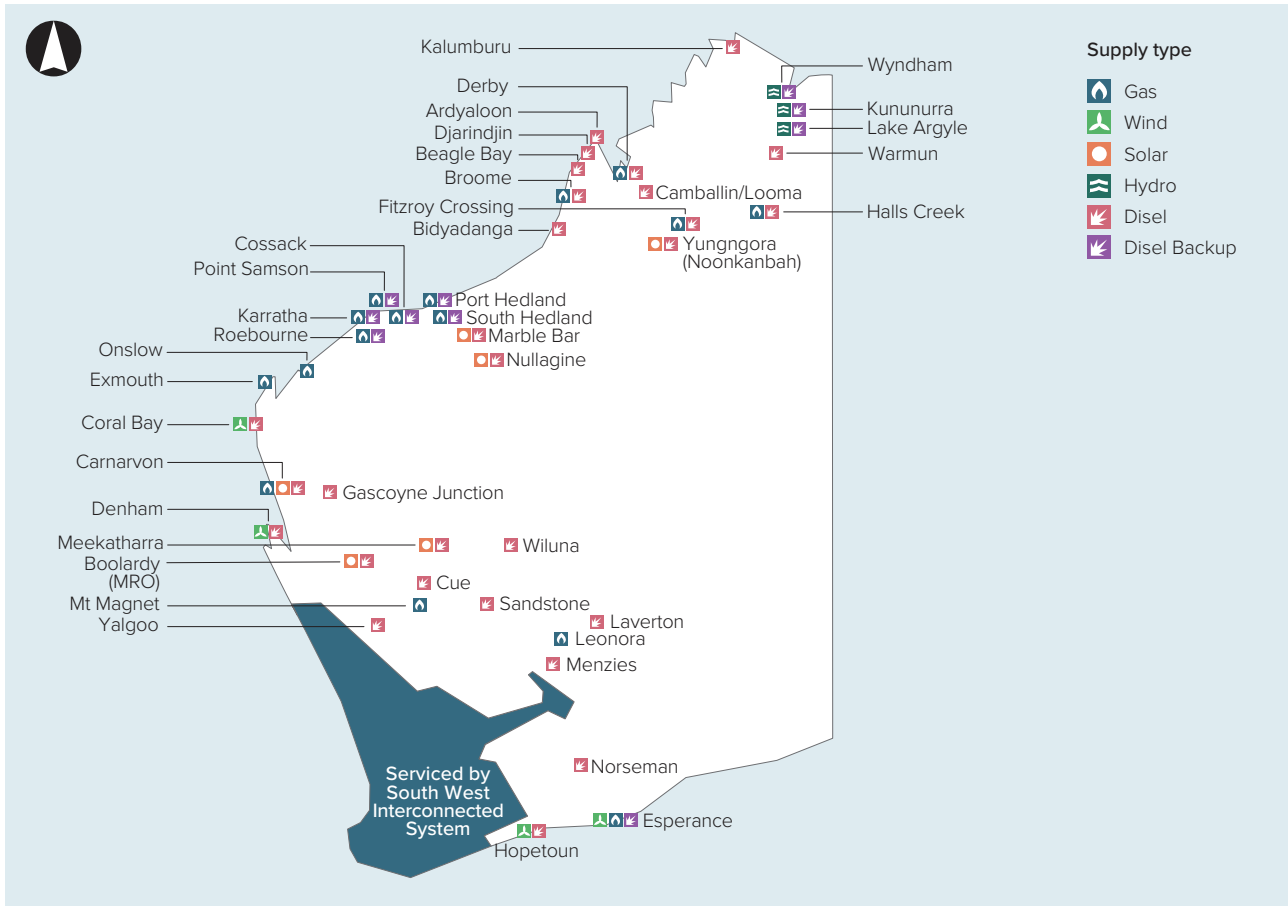 Kalumburu
Derby
Ardyaloon
Djarindjin
Beagle Bay
Broome
Fitzroy Crossing
Bidyadanga
Cossack
Point Samson
Karratha
Roebourne
Onslow
Exmouth
Coral Bay
Carnarvon
Denham
Meekatharra
Boolardy
(MRO)
Mt Magnet
Yalgoo
Wyndham
Kununurra
Lake Argyle
Warmun
Halls Creek
Camballin/Looma
Yungngora
(Noonkanbah)
Port Hedland
South Hedland
Marble Bar
Nullagine
Gascoyne Junction
Wiluna
Cue
Sandstone
Laverton
Leonora
Menzies
Norseman
Esperance
Hopetoun
Serviced by
South West
Interconnected
System
Supply type
Gas
Wind
Solar
Hydro
Disel
Disel Backup